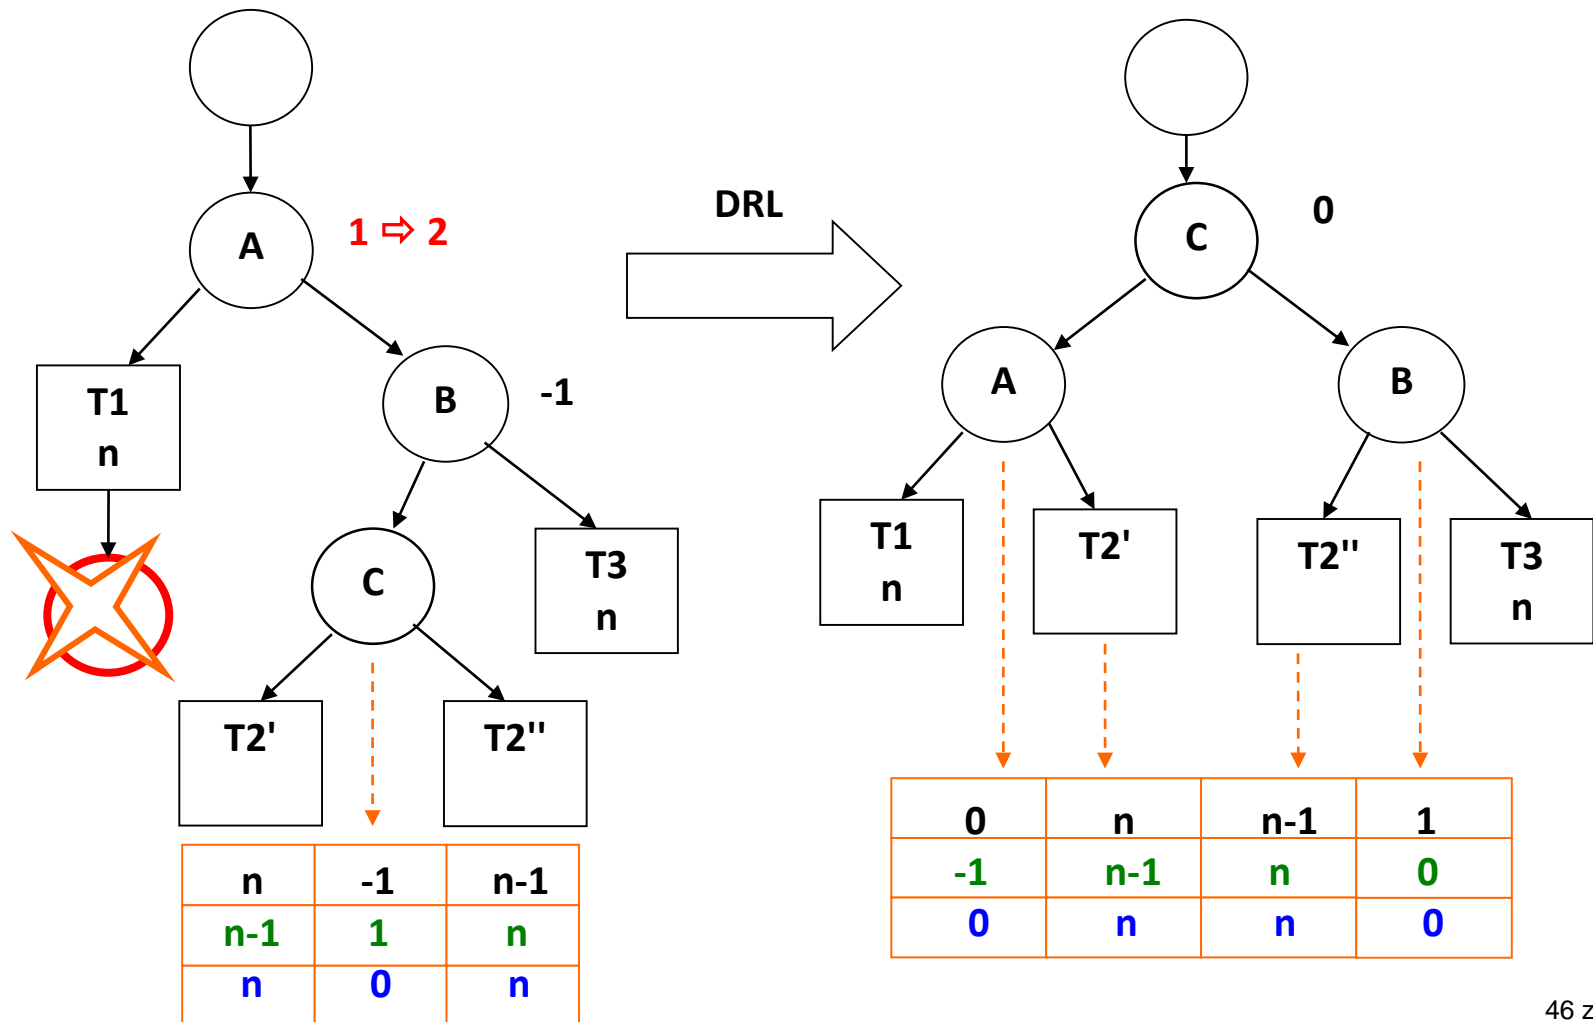 DRL
A
1 ⇨ 2
T1
n
B
-1
C
T3
n
T2'
T2''
n -1 n-1
n-1 1 n
n 0 n
C
0
A
B
T1
n
T2'
T2''
T3
n
0 n n-1 1
-1 n-1 n 0
0 n n 0
46 z